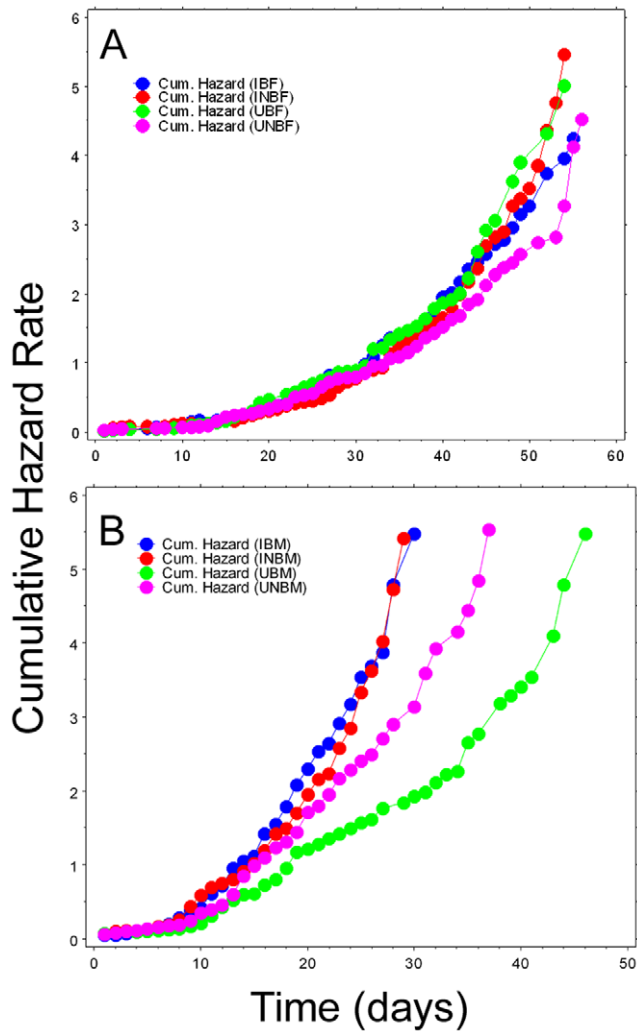 6
A
5
Cum. Hazard (IBF)
Cum. Hazard (INBF)
Cum. Hazard (UBF)
Cum. Hazard (UNBF)
4
3
2
1
0
0 10 20 30 40 50 60
Cumulative Hazard Rate
6
B
5
Cum. Hazard (IBM)
Cum. Hazard (INBM)
Cum. Hazard (UBM)
Cum. Hazard (UNBM)
4
3
2
1
0
0 10 20 30 40 50
Time (days)